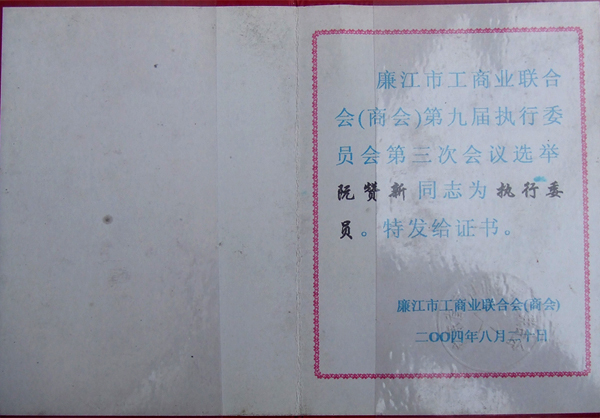 廉江市工商业联合
会(商会)第九届执行委
员会第三次会议选举
阮赞新同志为执行委
员。特发给证书。
廉江市工商业联合会(商会)
二〇〇四年八月二十日